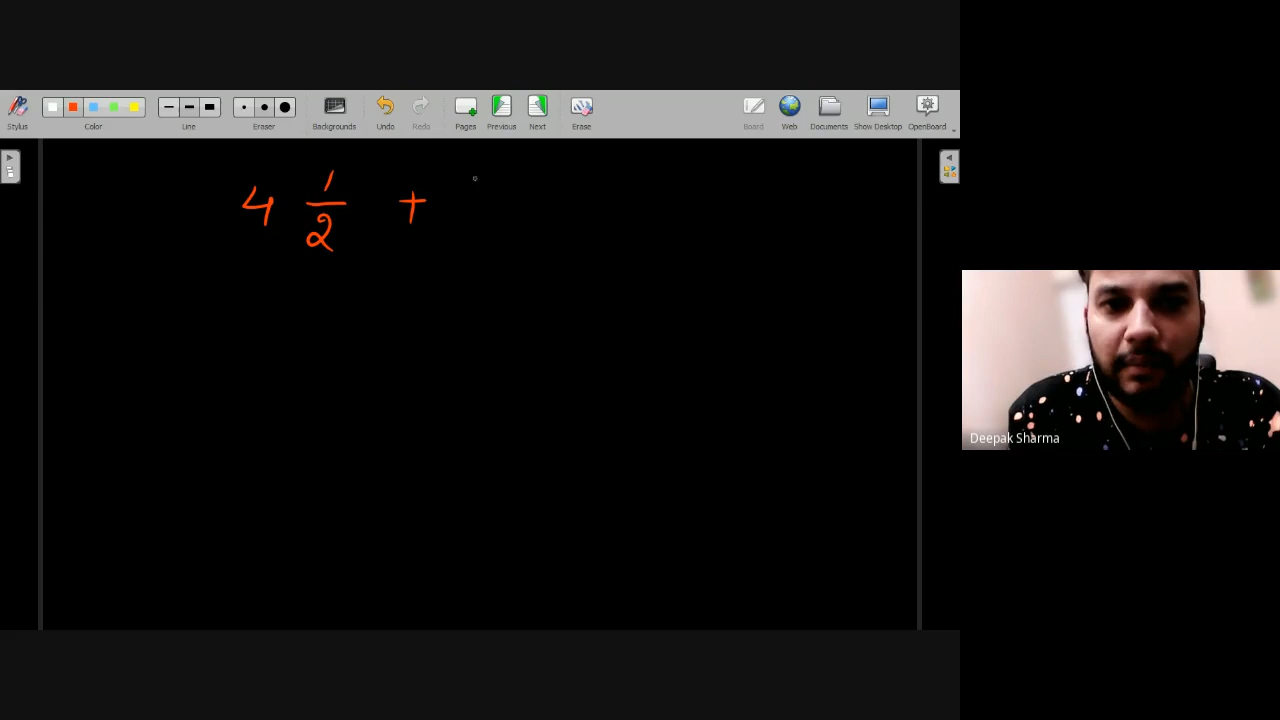 Stylus Color Line Eraser Backgrounds Undo Redo Pages Previous Next Erase Board Web Documents Show Desktop OpenBoard
4 1/2 +
Deepak Sharma